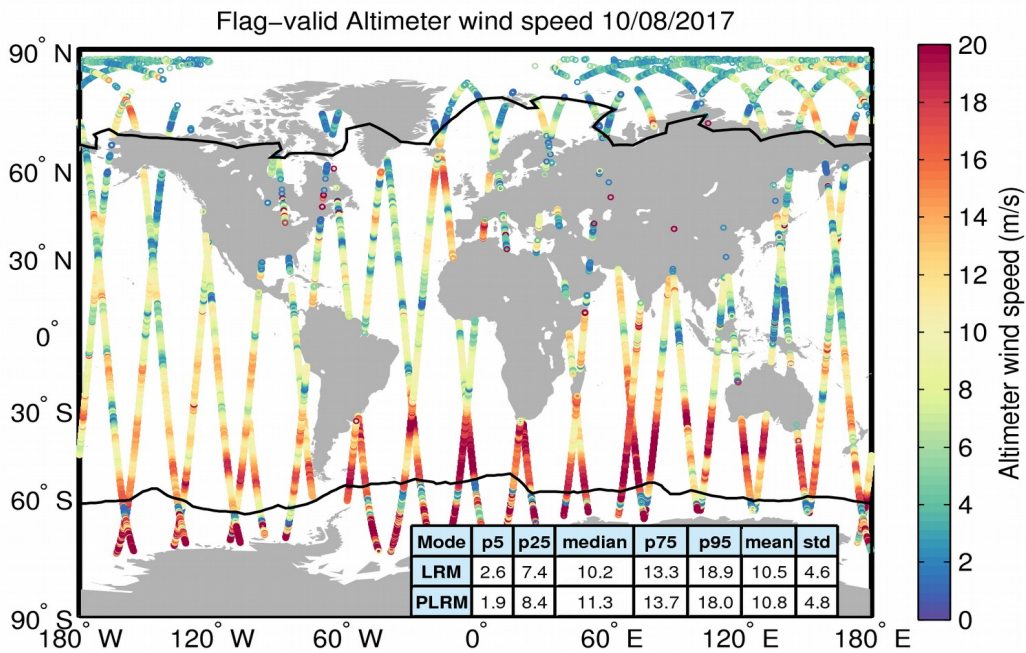 Flag−valid Altimeter wind speed 10/08/2017
90° N
60° N
30° N
0°
30° S
60° S
90° S
180° W
120° W
60° W
0°
60° E
120° E
180° E
Mode p5 p25 median p75 p95 mean std
LRM 2.6 7.4 10.2 13.3 18.9 10.5 4.6
PLRM 1.9 8.4 11.3 13.7 18.0 10.8 4.8
20
18
16
14
12
10
8
6
4
2
0
Altimeter wind speed (m/s)